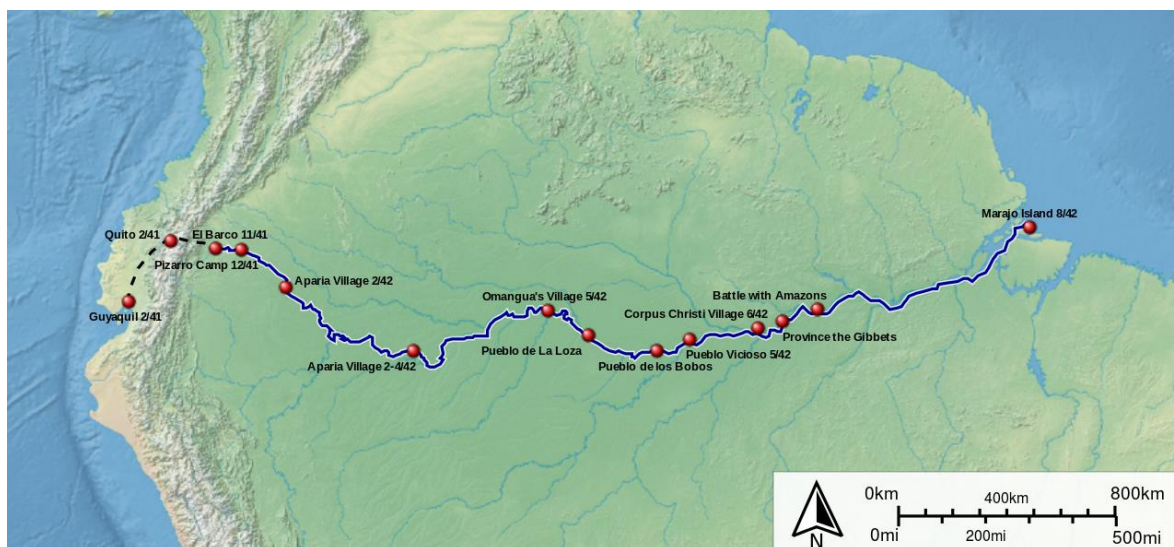 Quito 2/41
El Barco 11/41
Pizarro Camp 12/41
Guyaquil 2/41
Aparia Village 2/42
Aparia Village 2-4/42
Omangua's Village 5/42
Pueblo de La Loza
Pueblo de los Bobos
Pueblo Vicioso 5/42
Corpus Christi Village 6/42
Province the Gibbets
Battle with Amazons
Marajo Island 8/42
0km 400km 800km
0mi 200mi 500mi
N